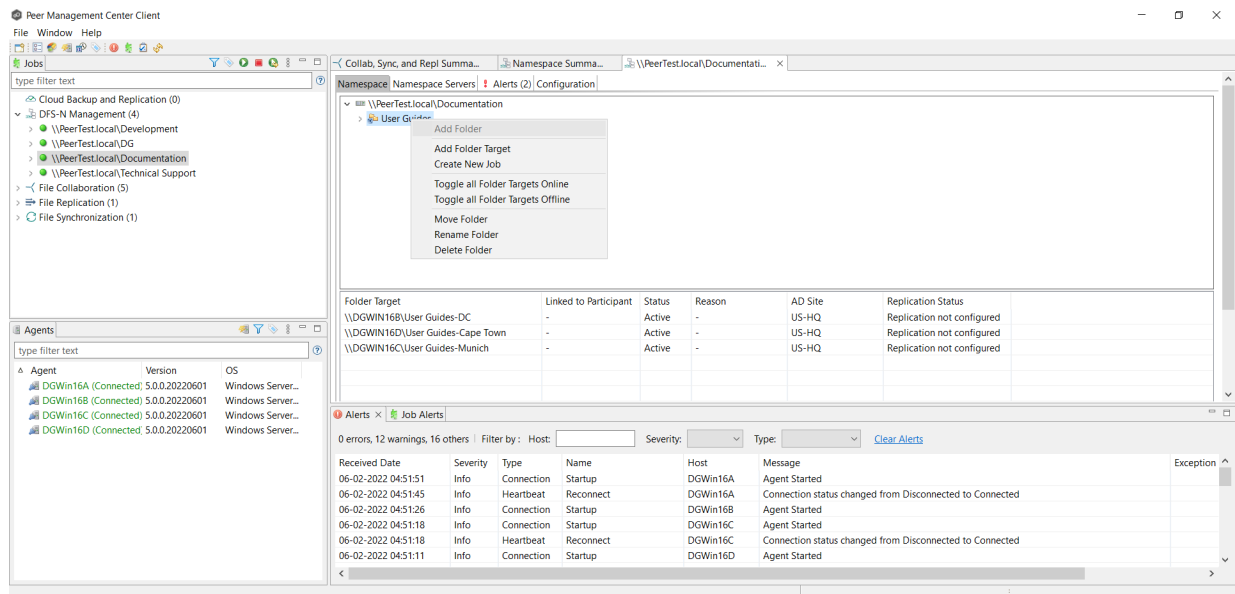 Peer Management Center Client
File Window Help
Jobs
type filter text
Cloud Backup and Replication (0)
DFS-N Management (4)
\\PeerTest.local\Development
\\PeerTest.local\DG
\\PeerTest.local\Documentation
\\PeerTest.local\Technical Support
File Collaboration (5)
File Replication (1)
File Synchronization (1)
Agents
type filter text
Agent Version OS
DGWin16A (Connected) 5.0.0.20220601 Windows Server...
DGWin16B (Connected) 5.0.0.20220601 Windows Server...
DGWin16C (Connected) 5.0.0.20220601 Windows Server...
DGWin16D (Connected) 5.0.0.20220601 Windows Server...
Collab, Sync, and Repl Summa... Namespace Summa... \\PeerTest.local\Documentati...
Namespace Namespace Servers Alerts (2) Configuration
\\PeerTest.local\Documentation
User Guides
Add Folder
Add Folder Target
Create New Job
Toggle all Folder Targets Online
Toggle all Folder Targets Offline
Move Folder
Rename Folder
Delete Folder
Folder Target Linked to Participant Status Reason AD Site Replication Status
\\DGWIN16B\User Guides-DC - Active - US-HQ Replication not configured
\\DGWIN16D\User Guides-Cape Town - Active - US-HQ Replication not configured
\\DGWIN16C\User Guides-Munich - Active - US-HQ Replication not configured
Alerts Job Alerts
0 errors, 12 warnings, 16 others Filter by : Host: Severity: Type: Clear Alerts
Received Date Severity Type Name Host Message Exception
06-02-2022 04:51:51 Info Connection Startup DGWin16A Agent Started
06-02-2022 04:51:45 Info Heartbeat Reconnect DGWin16A Connection status changed from Disconnected to Connected
06-02-2022 04:51:26 Info Connection Startup DGWin16B Agent Started
06-02-2022 04:51:18 Info Connection Startup DGWin16C Agent Started
06-02-2022 04:51:18 Info Heartbeat Reconnect DGWin16C Connection status changed from Disconnected to Connected
06-02-2022 04:51:11 Info Connection Startup DGWin16D Agent Started